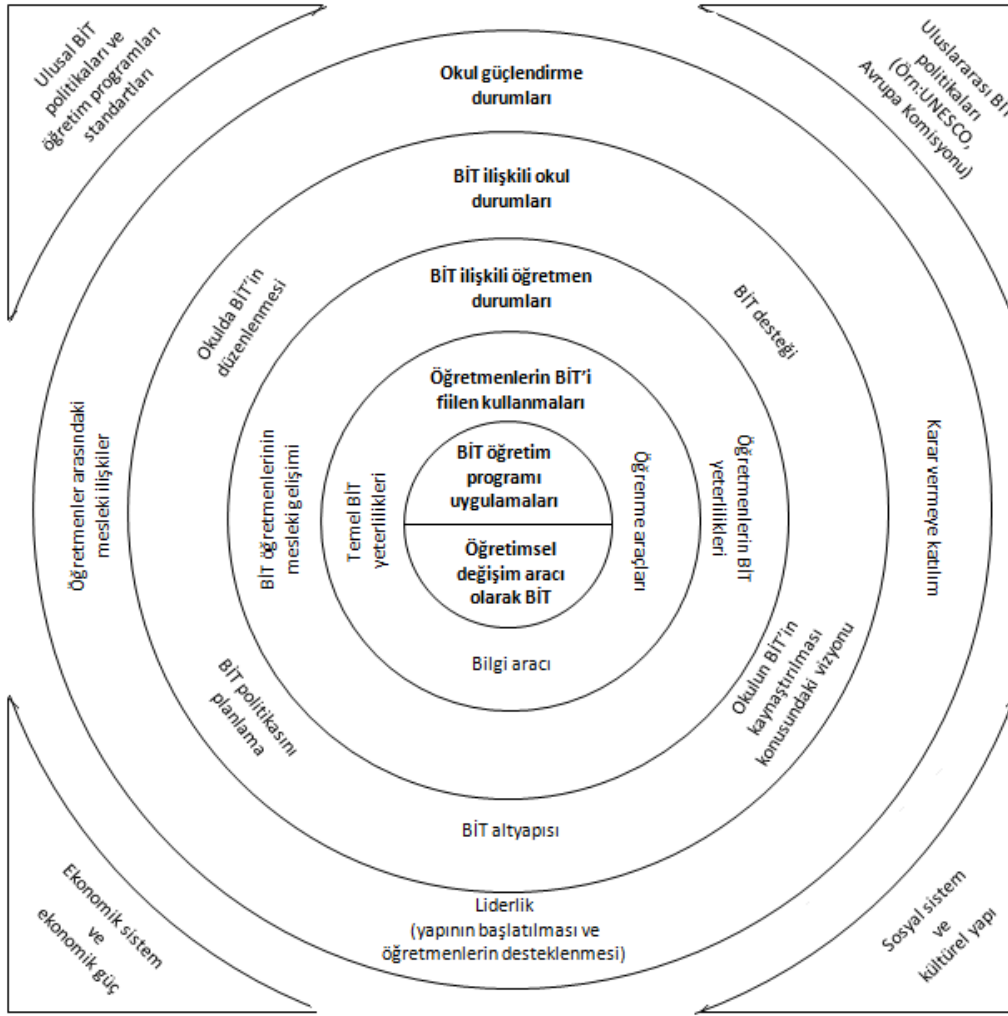 Ulusal BİT
politikaları ve
öğretim programları
standartları
Uluslararası BİT
politikaları
(Örn:UNESCO,
Avrupa Komisyonu)
Okul güçlendirme
durumları
BİT ilişkili okul
durumları
Okulda BİT'in
düzenlenmesi
BİT desteği
BİT ilişkili öğretmen
durumları
Öğretmenlerin BİT'i
fiilen kullanmaları
Öğretmenler arasındaki
mesleki ilişkiler
BİT öğretmenlerinin
mesleki gelişimi
Temel BİT
yeterlilikleri
BİT öğretim
programı
uygulamaları
Öğretimsel
değişim aracı
olarak BİT
Öğrenme araçları
Öğretmenlerin BİT
yeterlilikleri
Karar vermeye katılım
Bilgi aracı
BİT politikasını
planlama
Okulun BİT'in
kaynaştırılması
konusundaki vizyonu
BİT altyapısı
Liderlik
(yapının başlatılması ve
öğretmenlerin desteklenmesi)
Ekonomik sistem
ve
ekonomik güç
Sosyal sistem
ve
kültürel yapı